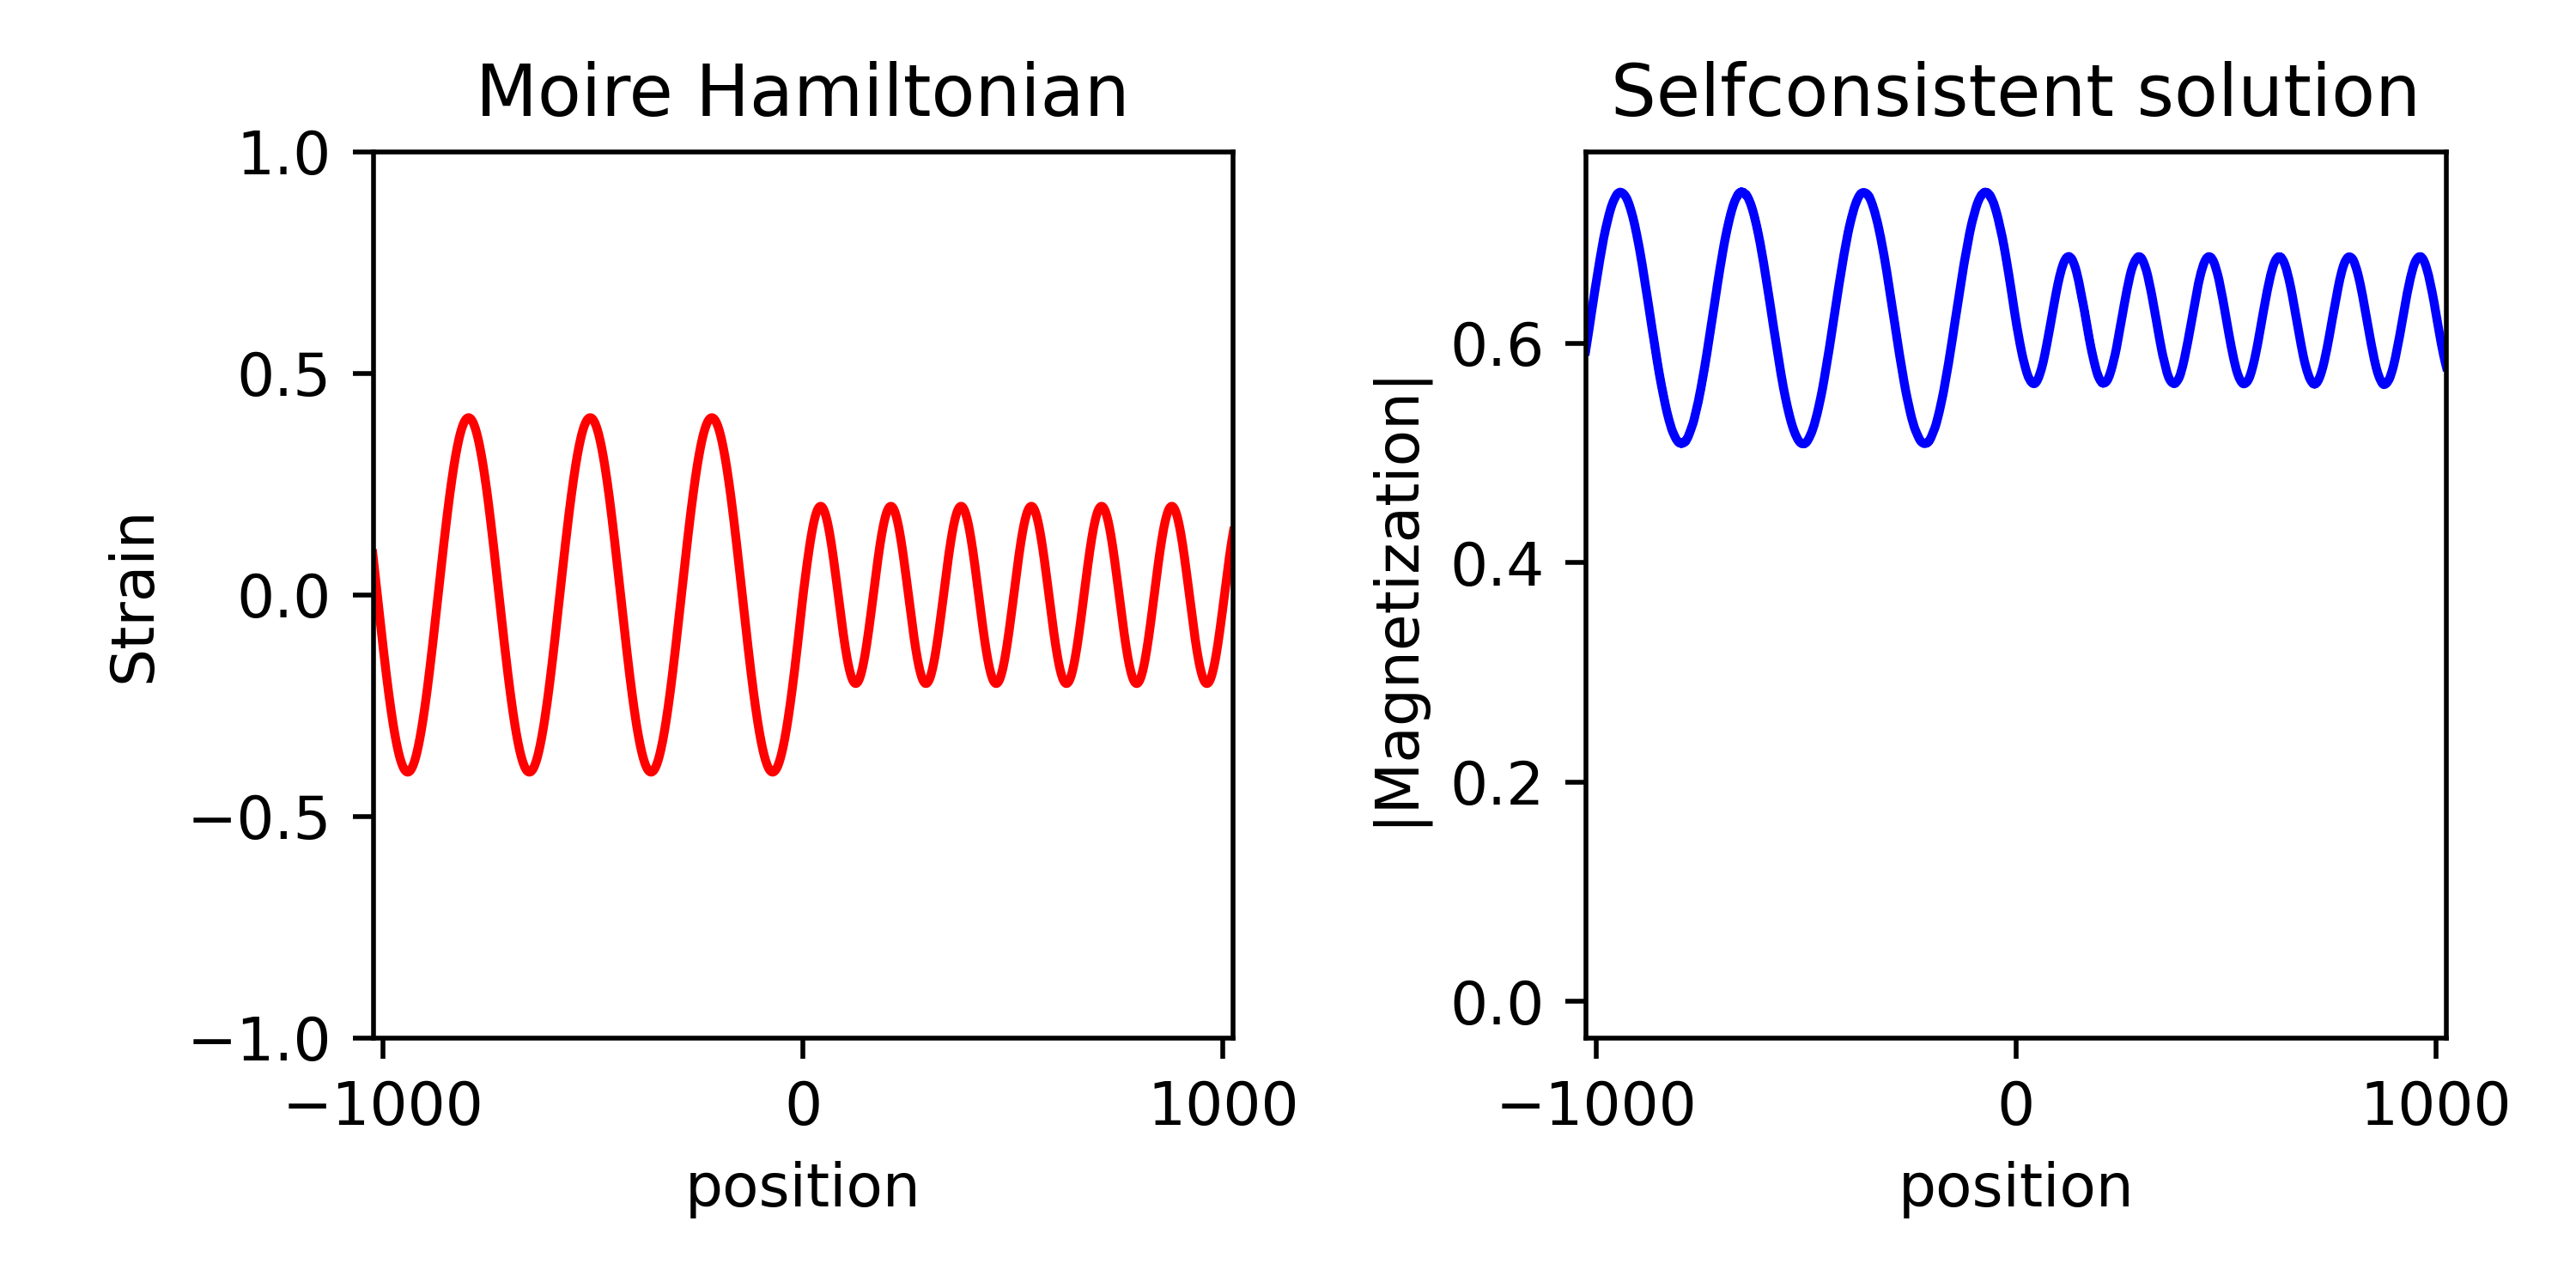 Moire Hamiltonian
1.0
0.5
0.0
−0.5
−1.0
Strain
−1000
0
1000
position
Selfconsistent solution
0.6
0.4
0.2
0.0
|Magnetization|
−1000
0
1000
position